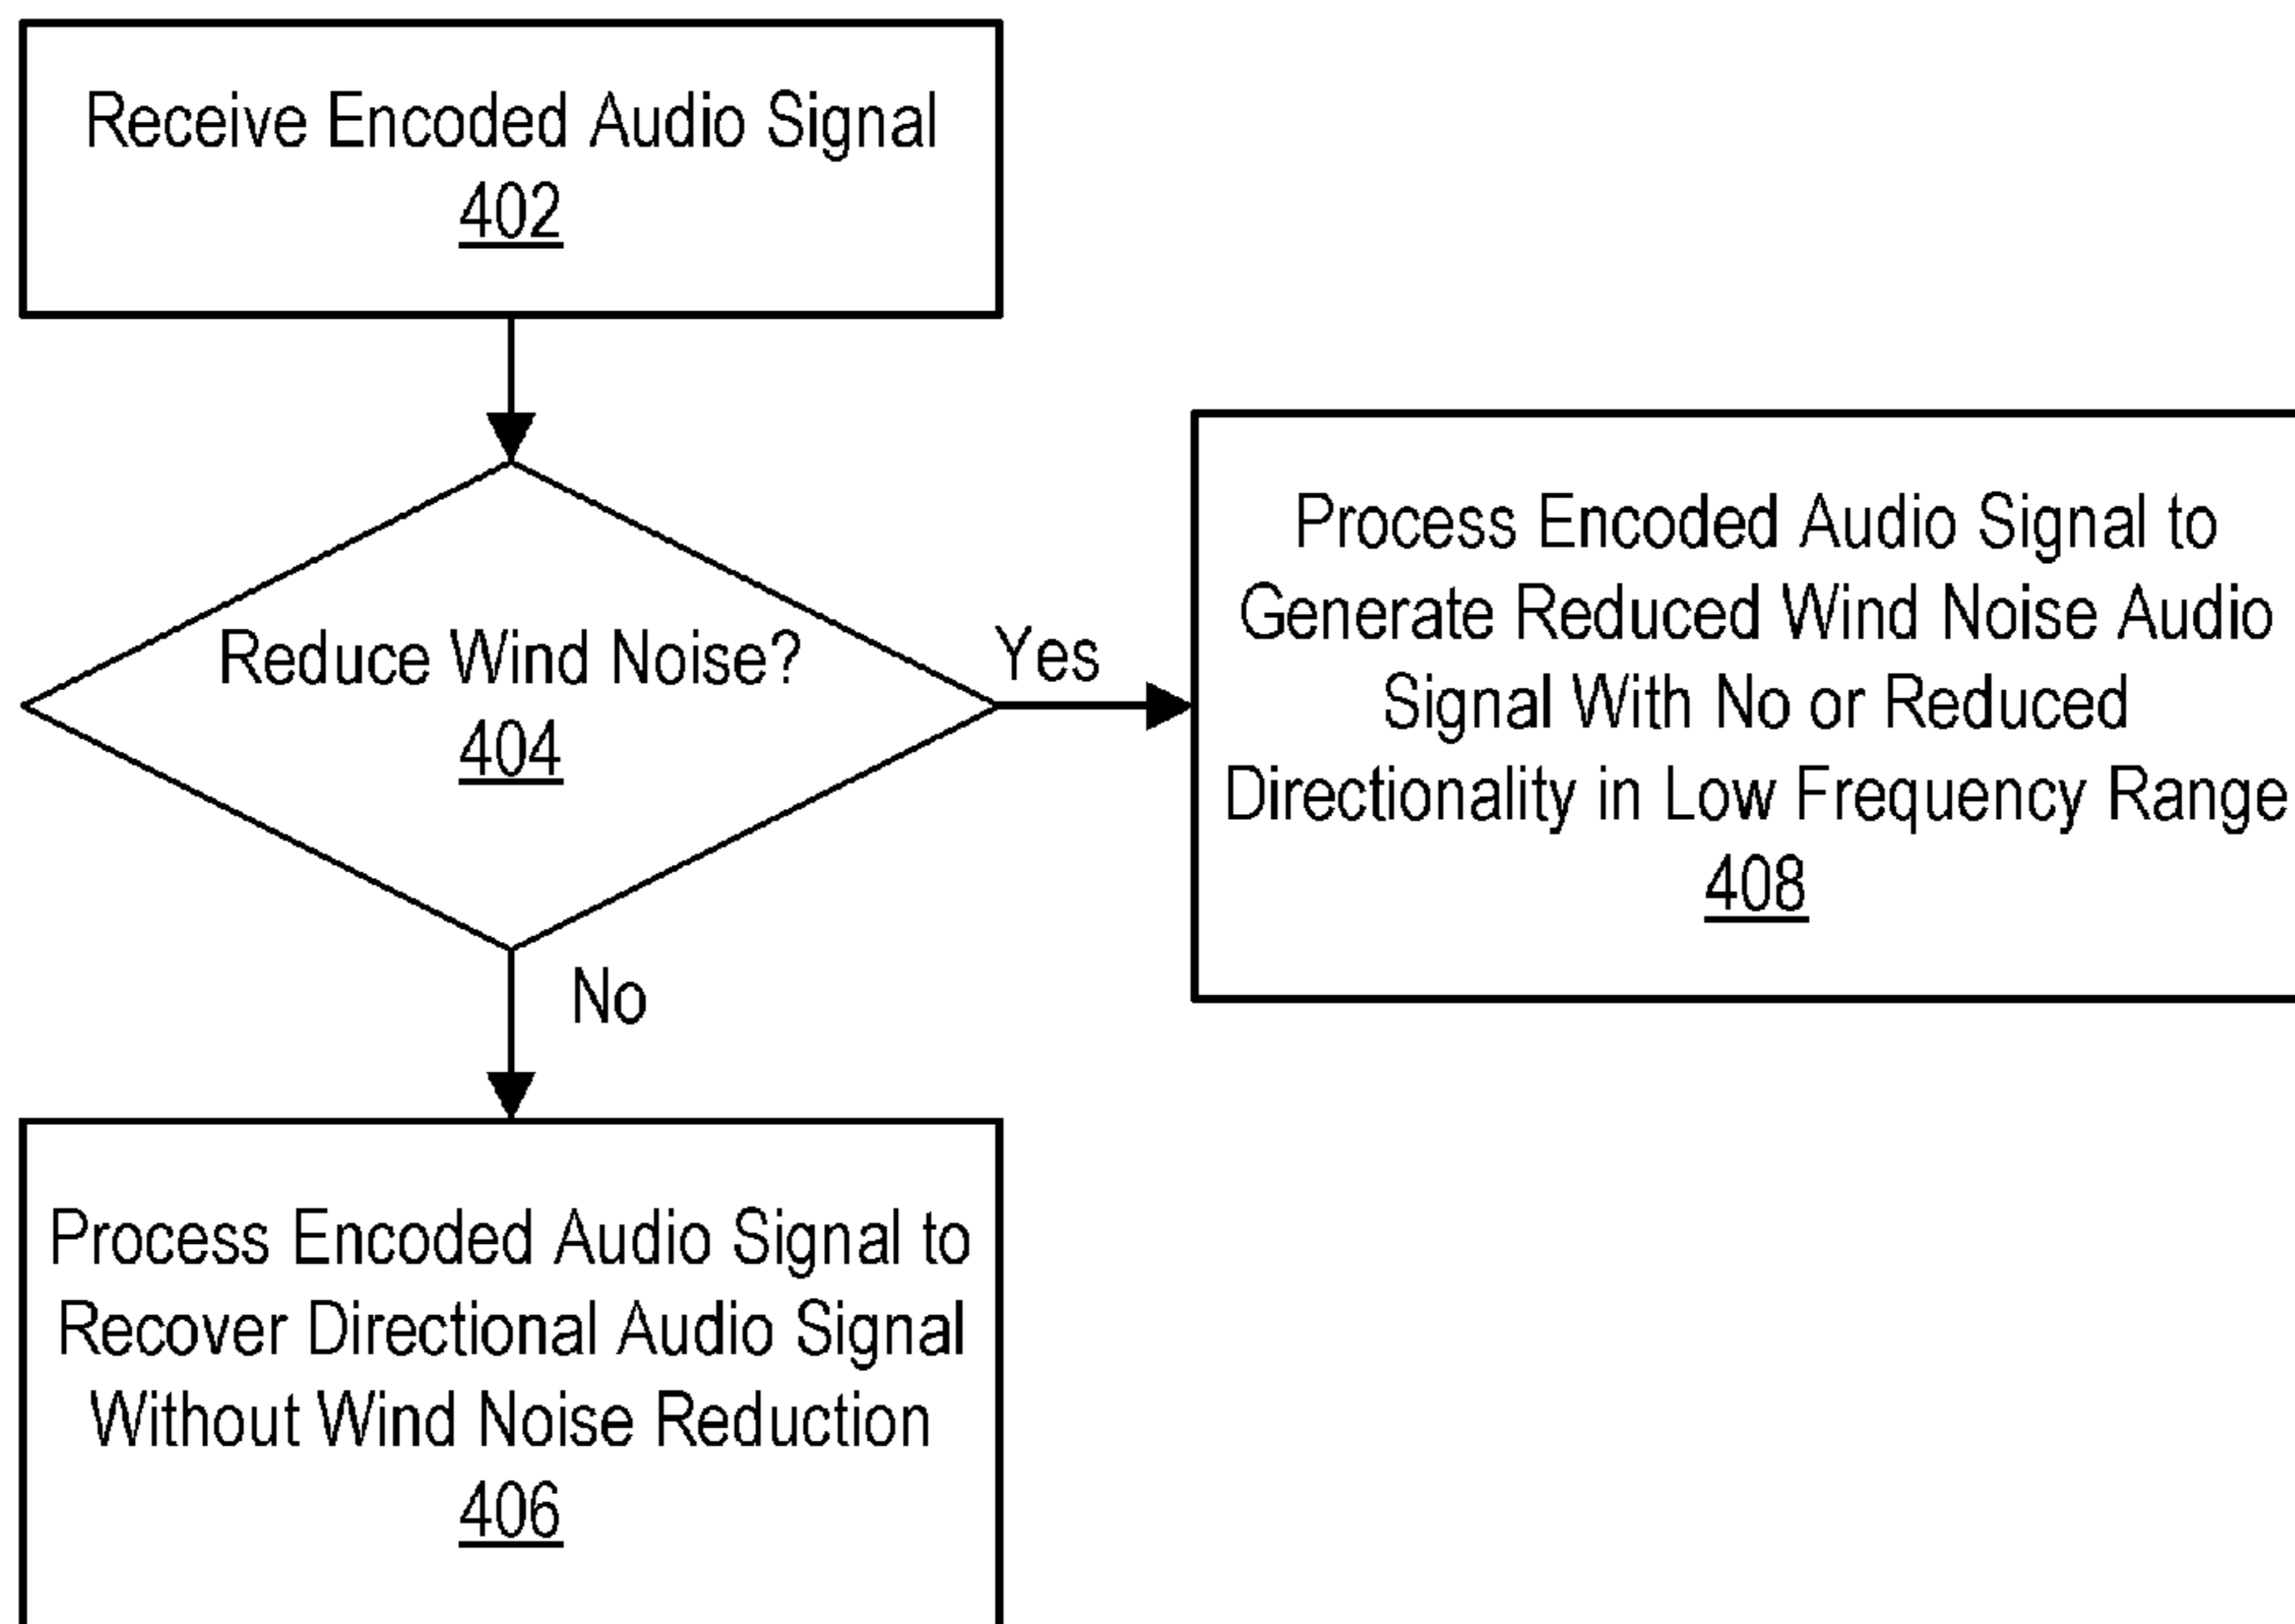 Receive Encoded Audio Signal
402
Reduce Wind Noise?
404
Yes
Process Encoded Audio Signal to
Generate Reduced Wind Noise Audio
Signal With No or Reduced
Directionality in Low Frequency Range
408
No
Process Encoded Audio Signal to
Recover Directional Audio Signal
Without Wind Noise Reduction
406